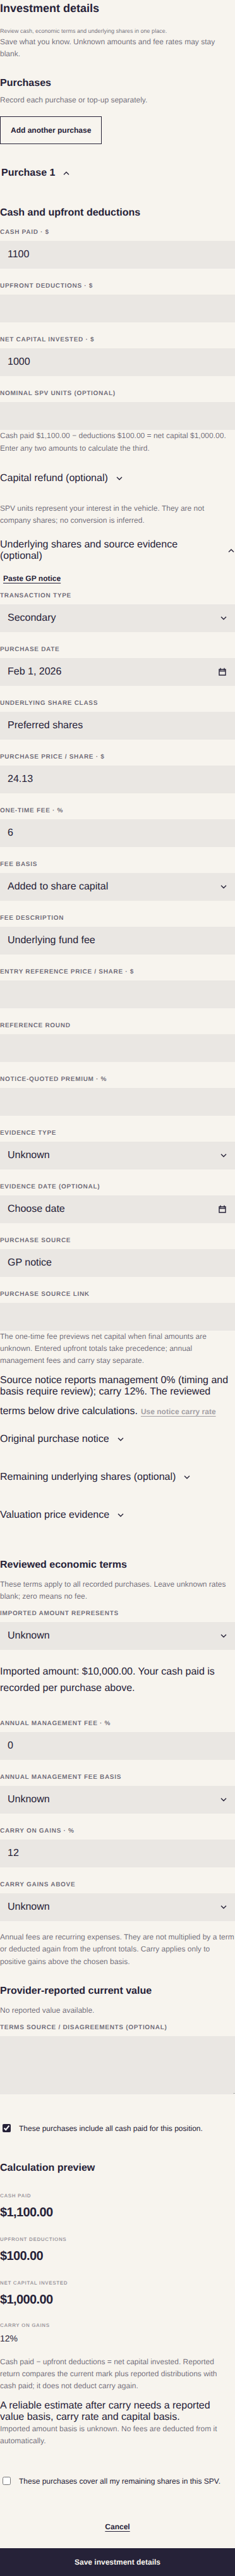 Investment details
Review cash, economic terms and underlying shares in one place.
Save what you know. Unknown amounts and fee rates may stay
blank.
Purchases
Record each purchase or top-up separately.
Add another purchase
Purchase 1
Cash and upfront deductions
CASH PAID · $
1100
UPFRONT DEDUCTIONS · $
NET CAPITAL INVESTED · $
1000
NOMINAL SPV UNITS (OPTIONAL)
Cash paid $1,100.00 − deductions $100.00 = net capital $1,000.00.
Enter any two amounts to calculate the third.
Capital refund (optional)
SPV units represent your interest in the vehicle. They are not
company shares; no conversion is inferred.
Underlying shares and source evidence
(optional)
Paste GP notice
TRANSACTION TYPE
Secondary
PURCHASE DATE
Feb 1, 2026
UNDERLYING SHARE CLASS
Preferred shares
PURCHASE PRICE / SHARE · $
24.13
ONE-TIME FEE · %
6
FEE BASIS
Added to share capital
FEE DESCRIPTION
Underlying fund fee
ENTRY REFERENCE PRICE / SHARE · $
REFERENCE ROUND
NOTICE-QUOTED PREMIUM · %
EVIDENCE TYPE
Unknown
EVIDENCE DATE (OPTIONAL)
Choose date
PURCHASE SOURCE
GP notice
PURCHASE SOURCE LINK
The one-time fee previews net capital when final amounts are
unknown. Entered upfront totals take precedence; annual
management fees and carry stay separate.
Source notice reports management 0% (timing and
basis require review); carry 12%. The reviewed
terms below drive calculations. Use notice carry rate
Original purchase notice
Remaining underlying shares (optional)
Valuation price evidence
Reviewed economic terms
These terms apply to all recorded purchases. Leave unknown rates
blank; zero means no fee.
IMPORTED AMOUNT REPRESENTS
Unknown
Imported amount: $10,000.00. Your cash paid is
recorded per purchase above.
ANNUAL MANAGEMENT FEE · %
0
ANNUAL MANAGEMENT FEE BASIS
Unknown
CARRY ON GAINS · %
12
CARRY GAINS ABOVE
Unknown
Annual fees are recurring expenses. They are not multiplied by a term
or deducted again from the upfront totals. Carry applies only to
positive gains above the chosen basis.
Provider-reported current value
No reported value available.
TERMS SOURCE / DISAGREEMENTS (OPTIONAL)
These purchases include all cash paid for this position.
Calculation preview
CASH PAID
$1,100.00
UPFRONT DEDUCTIONS
$100.00
NET CAPITAL INVESTED
$1,000.00
CARRY ON GAINS
12%
Cash paid − upfront deductions = net capital invested. Reported
return compares the current mark plus reported distributions with
cash paid; it does not deduct carry again.
A reliable estimate after carry needs a reported
value basis, carry rate and capital basis.
Imported amount basis is unknown. No fees are deducted from it
automatically.
These purchases cover all my remaining shares in this SPV.
Cancel
Save investment details